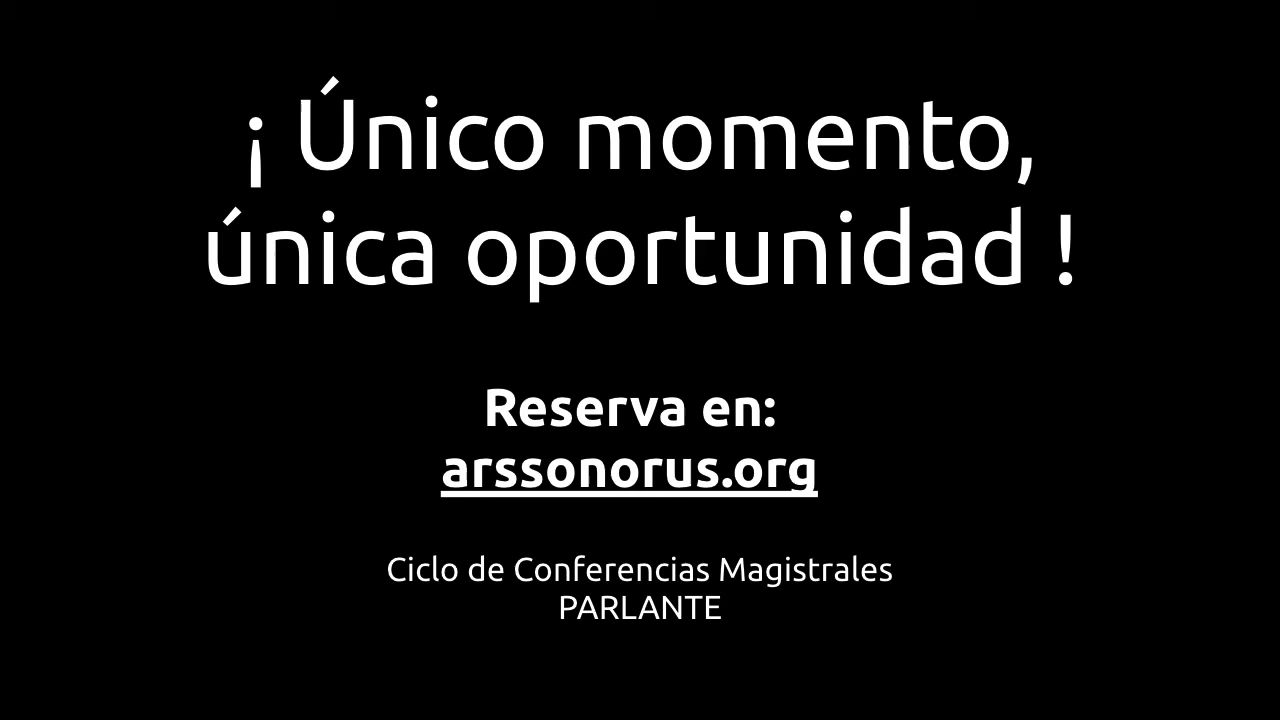 ¡ Único momento,
única oportunidad !
Reserva en:
arssonorus.org
Ciclo de Conferencias Magistrales
PARLANTE